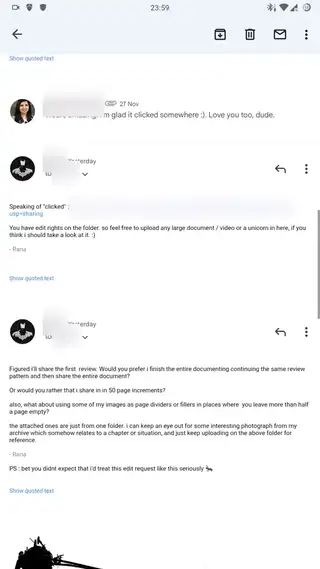 23:59
Show quoted text
27 Nov
I'm glad it clicked somewhere :). Love you too, dude.
Yesterday
to
Speaking of "clicked" :
usp=sharing
You have edit rights on the folder. so feel free to upload any large document / video or a unicorn in here, if you
think i should take a look at it. :)
- Rana
Show quoted text
Yesterday
to
Figured i'll share the first review. Would you prefer i finish the entire documenting continuing the same review
pattern and then share the entire document?
Or would you rather that i share in in 50 page increments?
also, what about using some of my images as page dividers or fillers in places where you leave more than half
a page empty?
the attached ones are just from one folder. i can keep an eye out for some interesting photograph from my
archive which somehow relates to a chapter or situation, and just keep uploading on the above folder for
reference.
- Rana
PS : bet you didnt expect that i'd treat this edit request like this seriously
Show quoted text